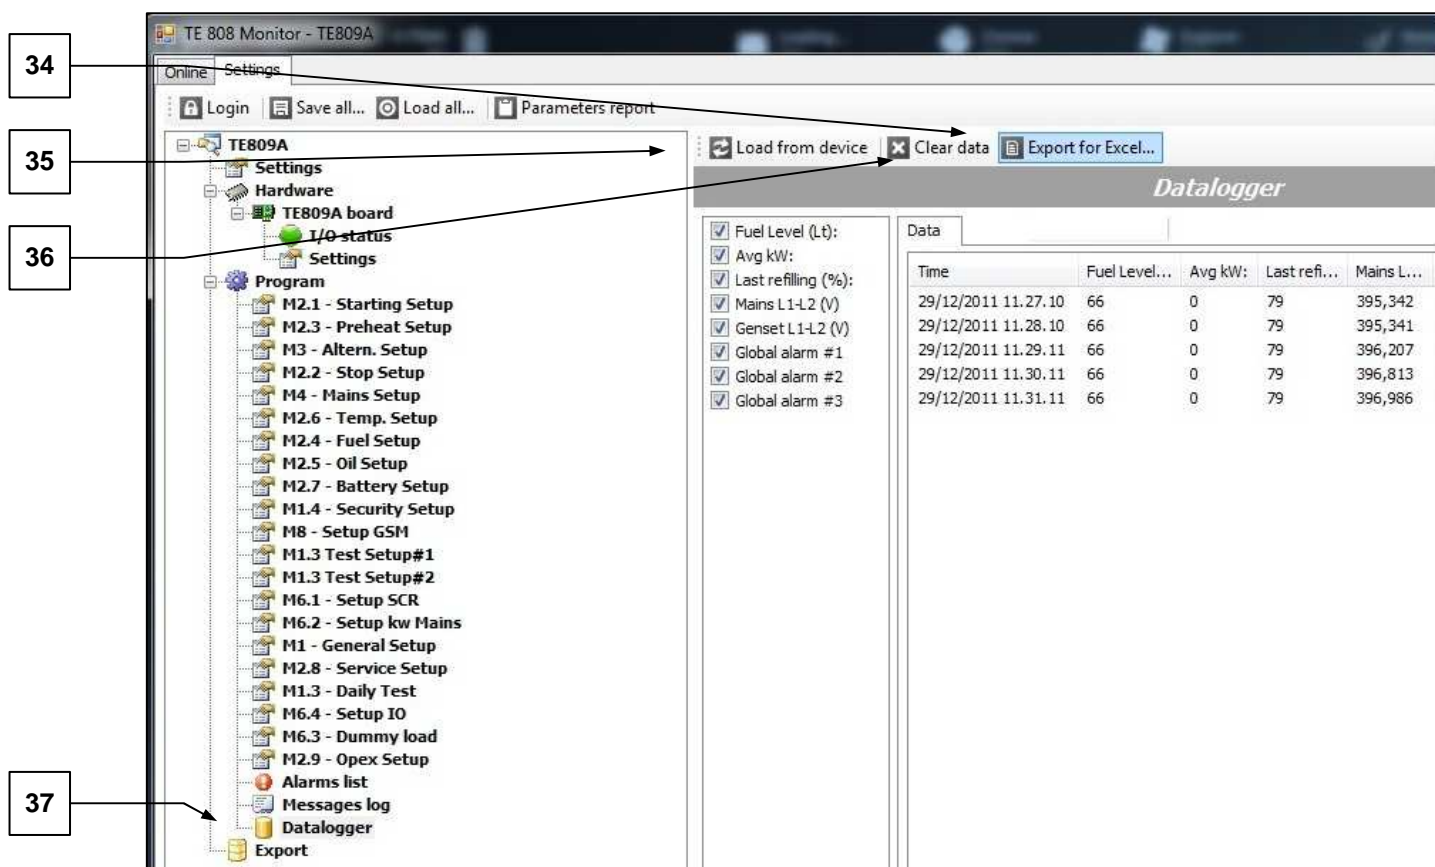 TE 808 Monitor - TE809A
34
Online Settings
Login Save all... Load all... Parameters report
35
TE809A
Load from device Clear data Export for Excel...
Settings
Hardware
Datalogger
TE809A board
36
I/O status
Settings
Program
M2.1 - Starting Setup
M2.3 - Preheat Setup
M3 - Altern. Setup
M2.2 - Stop Setup
M4 - Mains Setup
M2.6 - Temp. Setup
M2.4 - Fuel Setup
M2.5 - Oil Setup
M2.7 - Battery Setup
M1.4 - Security Setup
M8 - Setup GSM
M1.3 Test Setup#1
M1.3 Test Setup#2
M6.1 - Setup SCR
M6.2 - Setup kw Mains
M1 - General Setup
M2.8 - Service Setup
M1.3 - Daily Test
M6.4 - Setup IO
M6.3 - Dummy load
M2.9 - Opex Setup
Alarms list
37
Messages log
Datalogger
Export
Fuel Level (Lt):
Avg kW:
Last refilling (%):
Mains L1-L2 (V)
Genset L1-L2 (V)
Global alarm #1
Global alarm #2
Global alarm #3
Data
Time Fuel Level... Avg kW: Last refi... Mains L...
29/12/2011 11.27.10 66 0 79 395,342
29/12/2011 11.28.10 66 0 79 395,341
29/12/2011 11.29.11 66 0 79 396,207
29/12/2011 11.30.11 66 0 79 396,813
29/12/2011 11.31.11 66 0 79 396,986